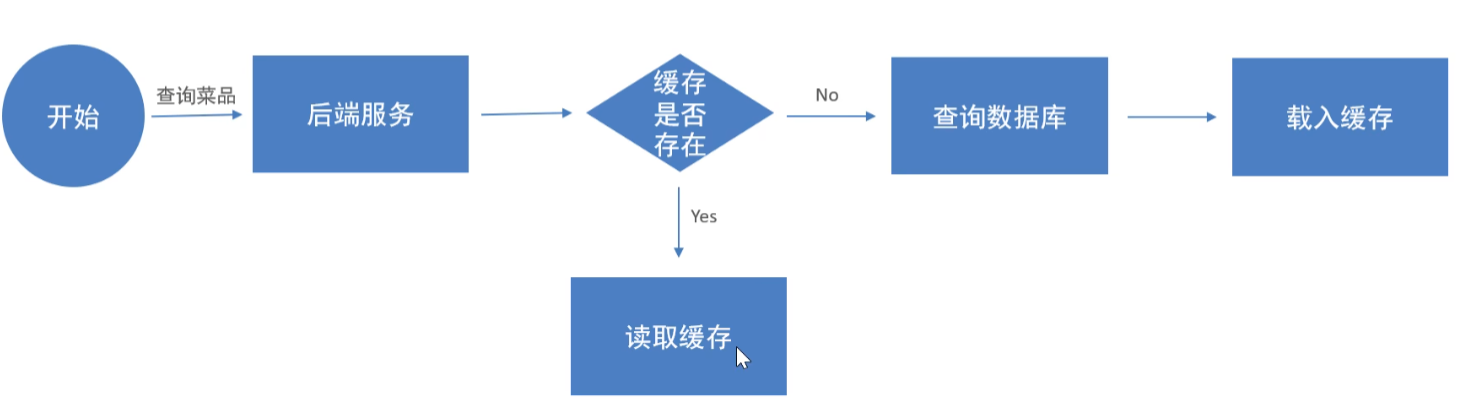 开始
查询菜品
后端服务
缓存
是否
存在
No
查询数据库
载入缓存
Yes
读取缓存